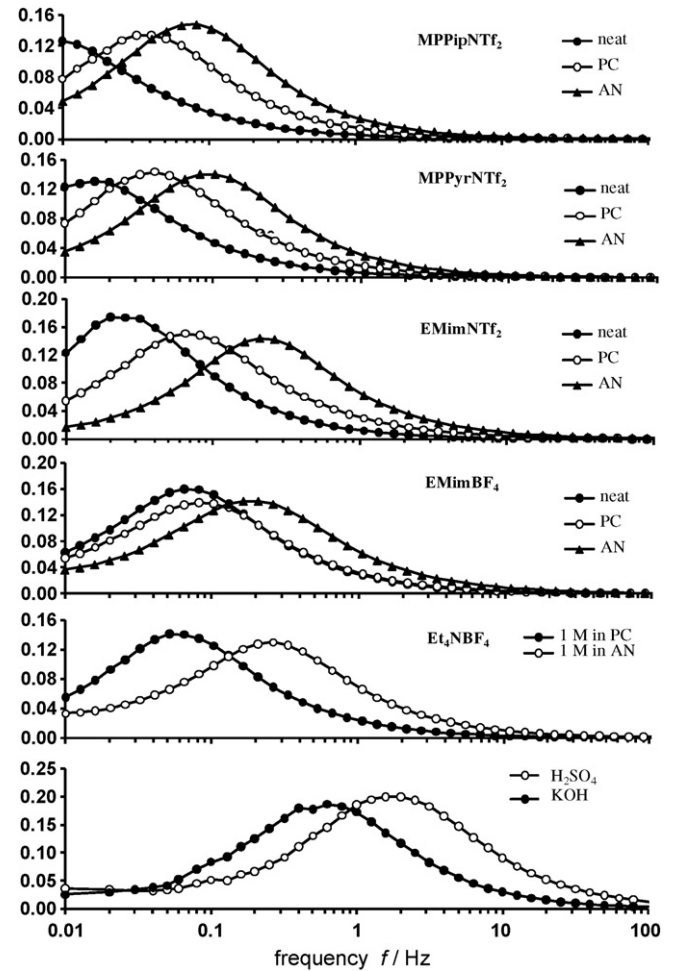 0.16
MPPipNTf₂
neat
0.12
PC
0.08
AN
0.04
0.00
0.16
MPPyrNTf₂
neat
0.12
PC
0.08
AN
0.04
0.00
0.20
EMimNTf₂
neat
0.16
PC
0.12
AN
0.08
0.04
0.00
0.20
EMimBF₄
neat
0.16
PC
0.12
AN
0.08
0.04
0.00
0.16
Et₄NBF₄
1 M in PC
1 M in AN
0.12
0.08
0.04
0.00
0.25
H₂SO₄
KOH
0.20
0.15
0.10
0.05
0.00
0.01 0.1 1 10 100
frequency f / Hz